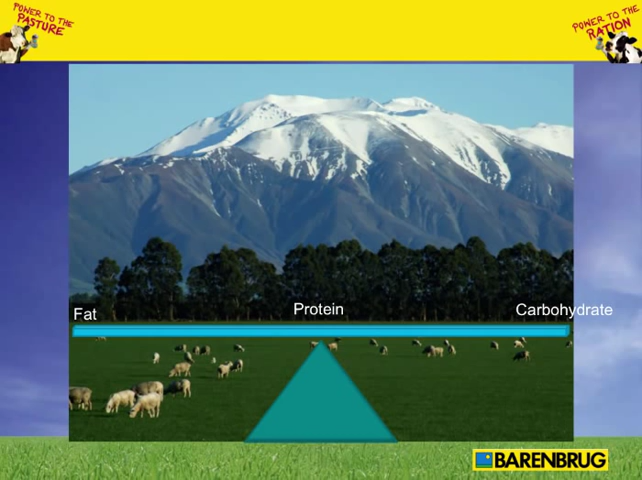 POWER TO THE
PASTURE
POWER TO THE
RATION
Fat
Protein
Carbohydrate
BARENBRUG